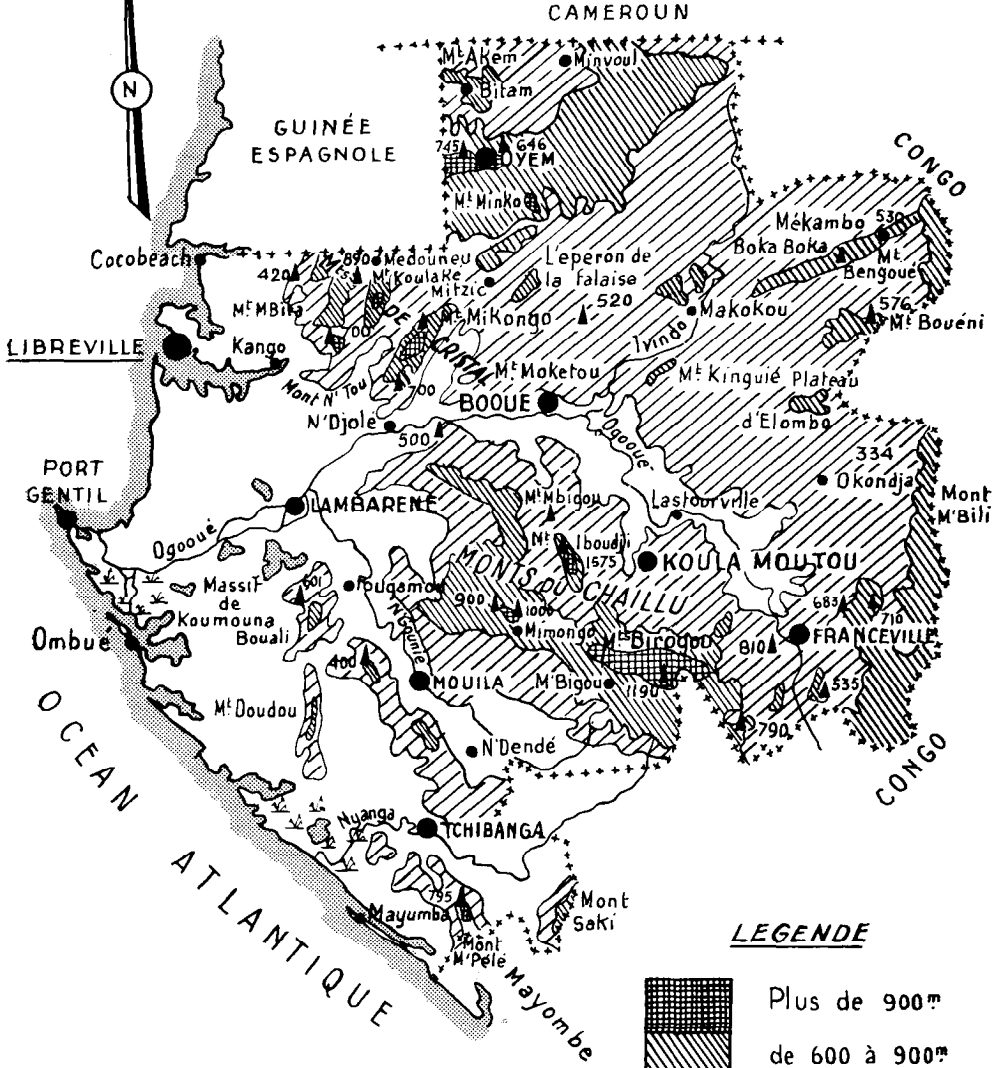 CAMEROUN
N
GUINÉE
ESPAGNOLE
Mt Akem
Minvoul
Bitam
745
646
OYEM
Mt Minko
CONGO
Cocobeach
420
890
Médouneu
Mt Koulaké
Mitzic
L'eperon de
la falaise
520
Mékambo
530
Boka Boka
Mt
Bengoué
Mt MBila
MTS DE CRISTAL
Mt MiKongo
Makokou
576
Mt Bouéni
LIBREVILLE
Kango
Mont N'Tou
700
Ivindo
Mt Moketou
Mt Kinguié
Plateau
d'Elombo
BOOUE
N'Djolé
500
Ogooué
334
Okondja
PORT
GENTIL
LAMBARENE
Mt Mbigou
Lastourville
Mont
M'Bili
Ogooué
Mt Iboudji
1575
KOULA MOUTOU
Massif
de
Koumouna
Bouali
601
Fougamou
MONTS DU CHAILLU
900
1000
Mimongo
683
710
Ombué
N'Gounié
Mts Birogou
810
FRANCEVILLE
400
MOUILA
M'Bigou
1190
535
Mt Doudou
790
N'Dendé
CONGO
OCEAN ATLANTIQUE
Nyanga
TCHIBANGA
795
Mayumba
Mont
Saki
Mont
M'Pélé
Mayombe
LEGENDE
Plus de 900m
de 600 à 900m